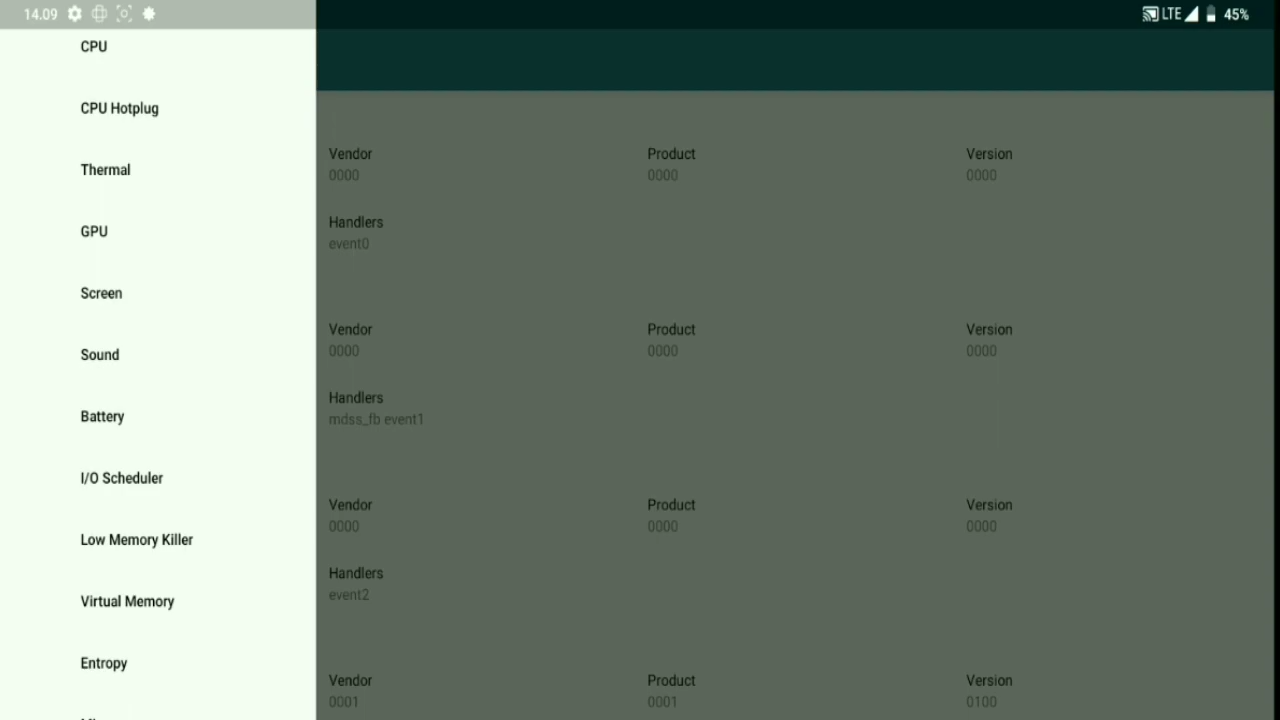 14.09
LTE 45%
CPU
CPU Hotplug
Thermal
GPU
Screen
Sound
Battery
I/O Scheduler
Low Memory Killer
Virtual Memory
Entropy
Vendor Product Version
0000 0000 0000
Handlers
event0
Vendor Product Version
0000 0000 0000
Handlers
mdss_fb event1
Vendor Product Version
0000 0000 0000
Handlers
event2
Vendor Product Version
0001 0001 0100